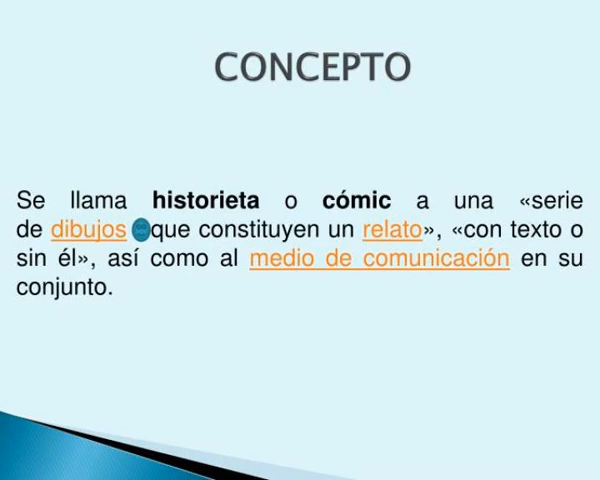 CONCEPTO
Se llama historieta o cómic a una «serie
de dibujos que constituyen un relato», «con texto o
sin él», así como al medio de comunicación en su
conjunto.